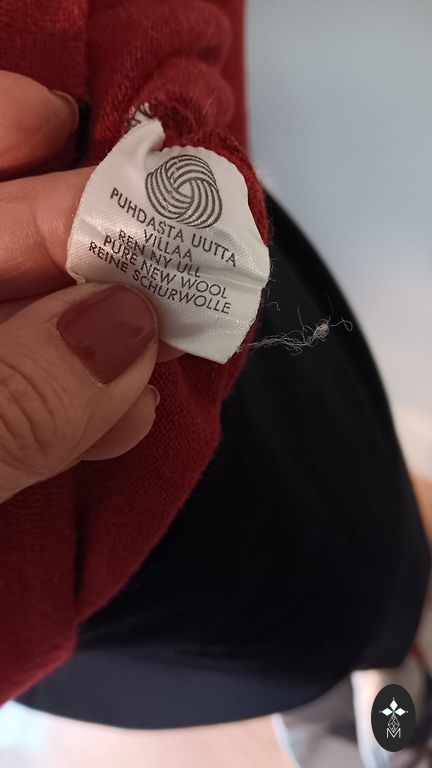 PUHDASTA UUTTA
VILLAA
REN NY ULL
PURE NEW WOOL
REINE SCHURWOLLE
M